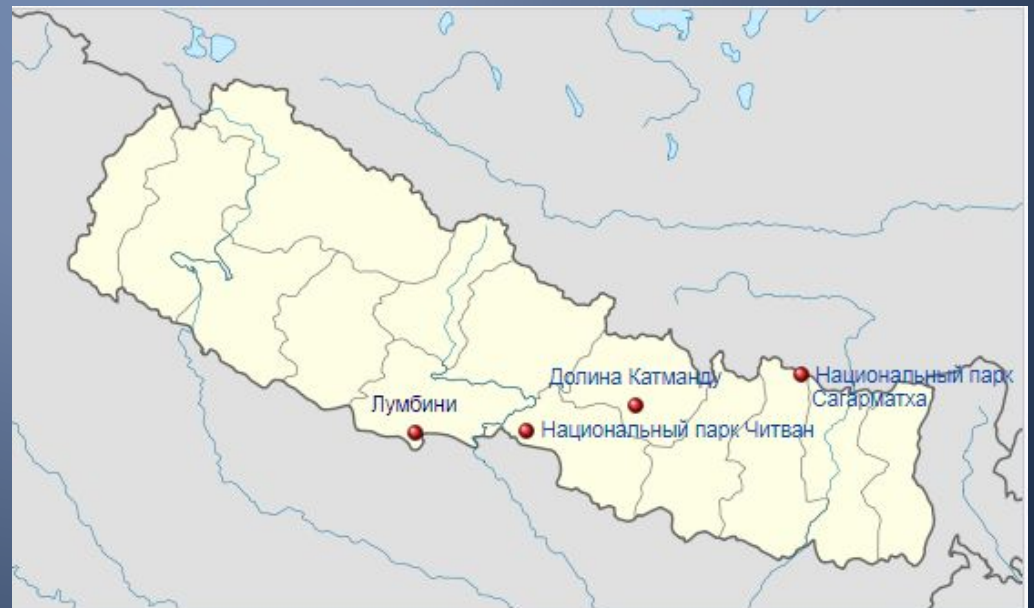 Долина Катманду
Национальный парк
Сагарматха
Лумбини
Национальный парк Читван